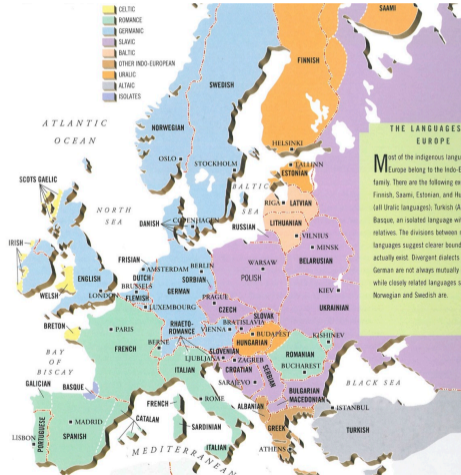 CELTIC
ROMANCE
GERMANIC
SLAVIC
BALTIC
OTHER INDO-EUROPEAN
URALIC
ALTAIC
ISOLATES
SAAMI
FINNISH
SWEDISH
NORWEGIAN
ATLANTIC
OCEAN
HELSINKI
OSLO
STOCKHOLM
TALLINN
ESTONIAN
SCOTS GAELIC
BALTIC
SEA
RIGA
LATVIAN
NORTH
SEA
DANISH
COPENHAGEN
LITHUANIAN
RUSSIAN
VILNIUS
MINSK
IRISH
FRISIAN
AMSTERDAM
BERLIN
WARSAW
BELARUSIAN
ENGLISH
DUTCH
SORBIAN
POLISH
WELSH
LONDON
BRUSSELS
FLEMISH
GERMAN
KIEV
LUXEMBOURG
PRAGUE
CZECH
UKRAINIAN
BRETON
PARIS
RHAETO-
ROMANCE
SLOVAK
VIENNA
BRATISLAVIA
KISHINEV
FRENCH
BERNE
BUDAPEST
HUNGARIAN
BAY
OF
BISCAY
LJUBLJANA
SLOVENIAN
ZAGREB
ROMANIAN
ITALIAN
CROATIAN
BUCHAREST
GALICIAN
BASQUE
SARAJEVO
SERBIAN
BLACK SEA
BULGARIAN
MACEDONIAN
FRENCH
ROME
CATALAN
ALBANIAN
ISTANBUL
PORTUGUESE
MADRID
SPANISH
SARDINIAN
GREEK
TURKISH
LISBON
ITALIAN
ATHENS
MEDITERRANEAN
THE LANGUAGES
EUROPE
Most of the indigenous langu
Europe belong to the Indo-E
family. There are the following ex
Finnish, Saami, Estonian, and Hu
(all Uralic languages); Turkish (A
Basque, an isolated language wi
relatives. The divisions between
languages suggest clearer bound
actually exist. Divergent dialects
German are not always mutually
while closely related languages s
Norwegian and Swedish are.